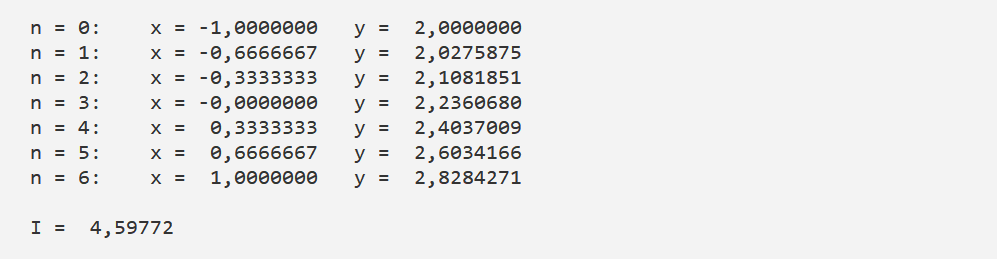 n = 0:    x = -1,0000000   y =  2,0000000
n = 1:    x = -0,6666667   y =  2,0275875
n = 2:    x = -0,3333333   y =  2,1081851
n = 3:    x = -0,0000000   y =  2,2360680
n = 4:    x =  0,3333333   y =  2,4037009
n = 5:    x =  0,6666667   y =  2,6034166
n = 6:    x =  1,0000000   y =  2,8284271
I =  4,59772